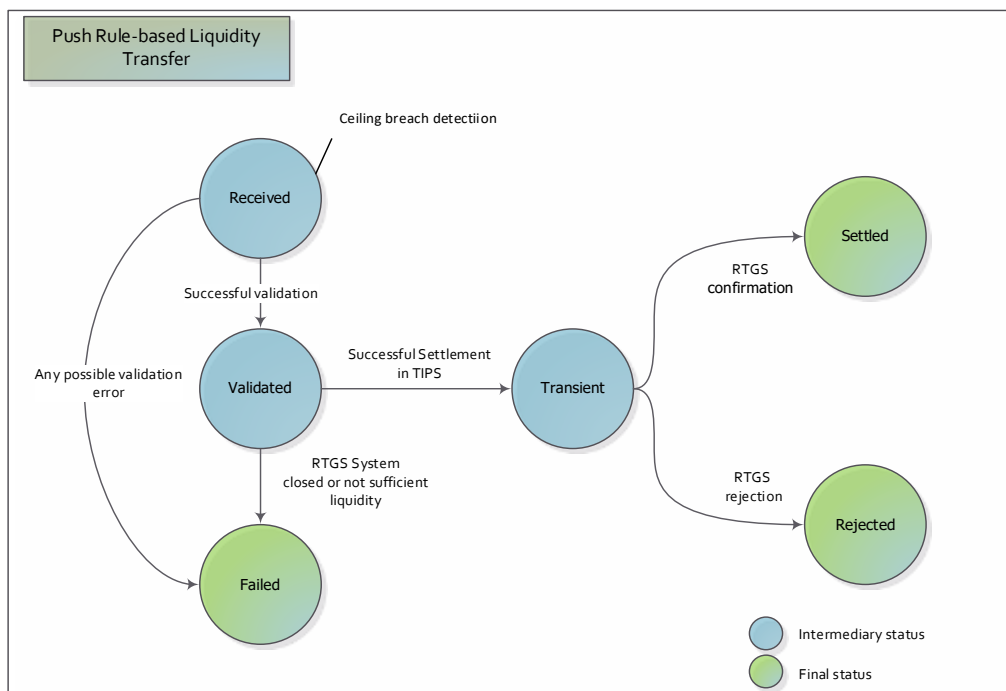 Push Rule-based Liquidity
Transfer
Ceiling breach detectiion
Received
Settled
RTGS
confirmation
Successful validation
Successful Settlement
in TIPS
Any possible validation
error
Validated
Transient
RTGS System
closed or not sufficient
liquidity
RTGS
rejection
Rejected
Failed
Intermediary status
Final status